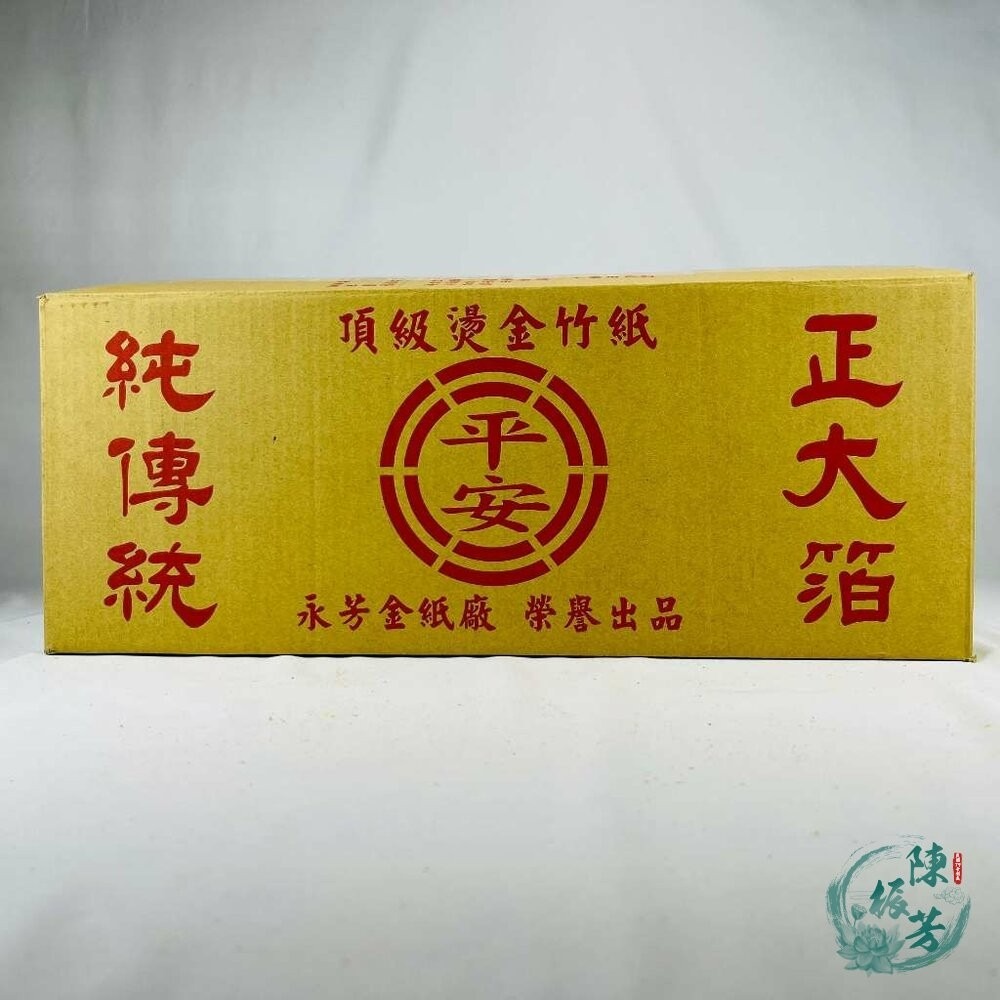 頂級燙金竹紙
正大箔
平安
純傳統
永芳金紙廠 榮譽出品
陳振芳